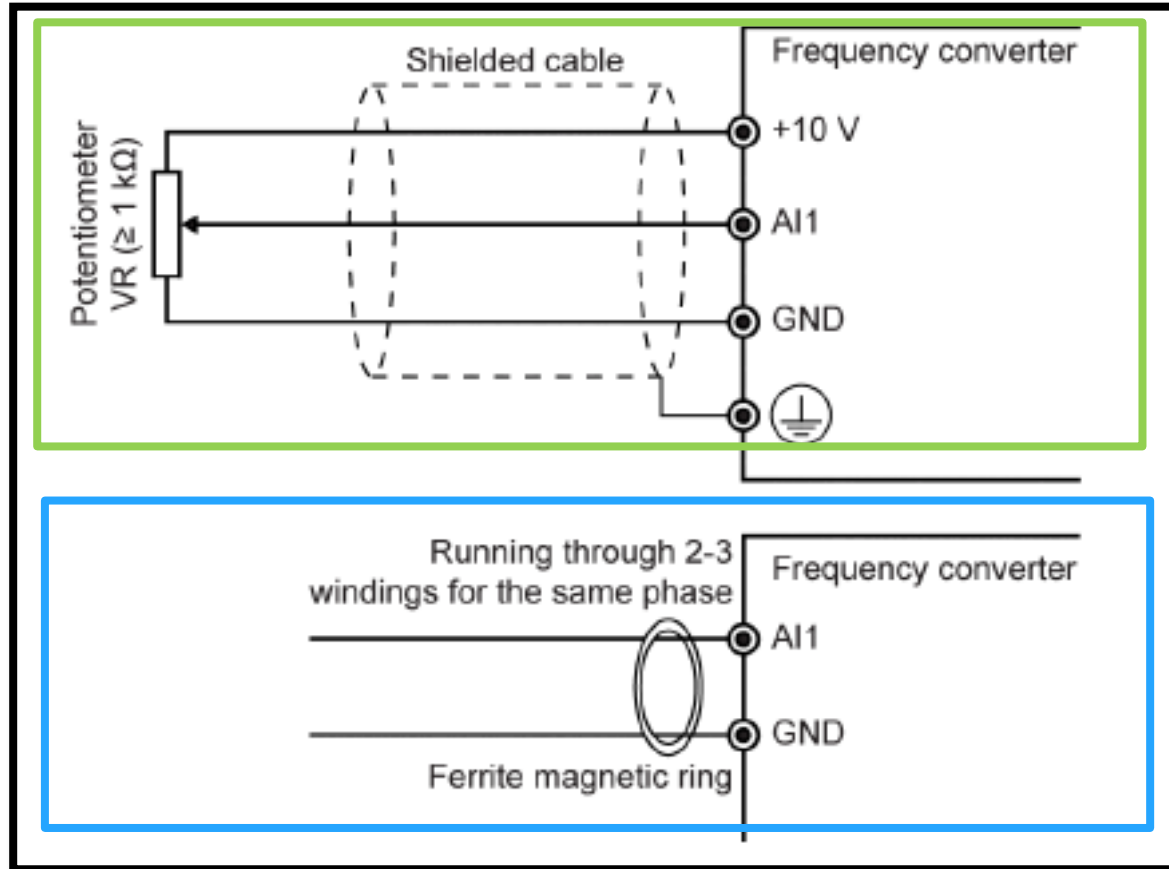 Shielded cable
Frequency converter
Potentiometer
VR (≥ 1 kΩ)
+10 V
AI1
GND
Running through 2-3
windings for the same phase
Frequency converter
AI1
GND
Ferrite magnetic ring